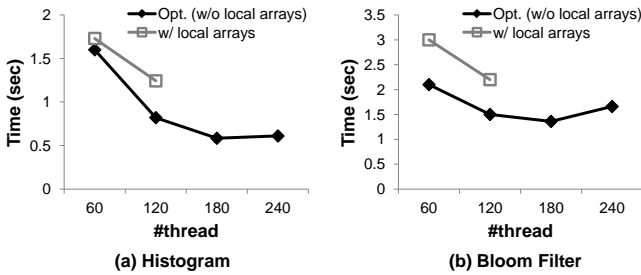 Opt. (w/o local arrays)
w/ local arrays
Time (sec)
2
1.5
1
0.5
0
60 120 180 240
#thread
(a) Histogram
Opt. (w/o local arrays)
w/ local arrays
Time (sec)
3.5
3
2.5
2
1.5
1
0.5
0
60 120 180 240
#thread
(b) Bloom Filter